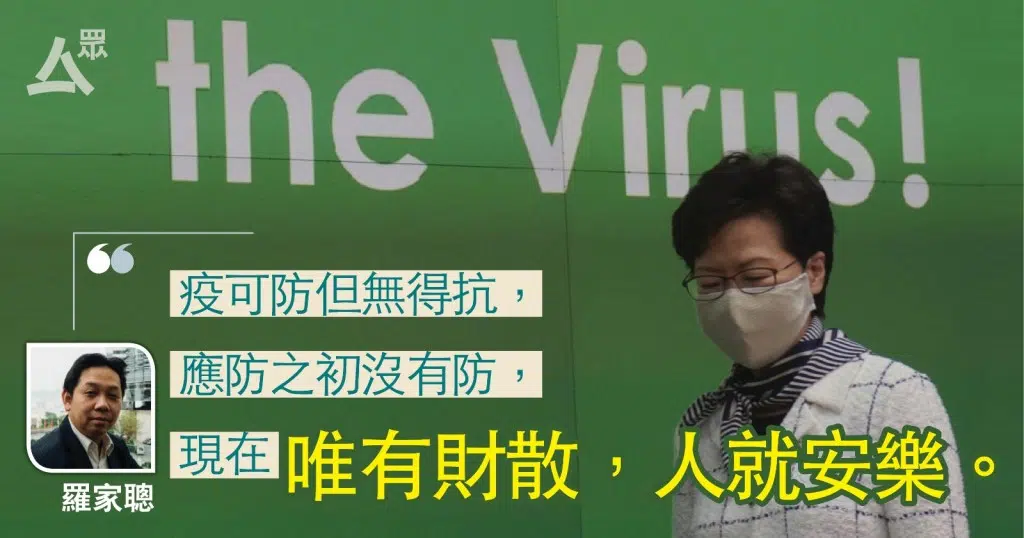 眾
the Virus!
疫可防但無得抗，
應防之初沒有防，
現在唯有財散，人就安樂。
羅家聰